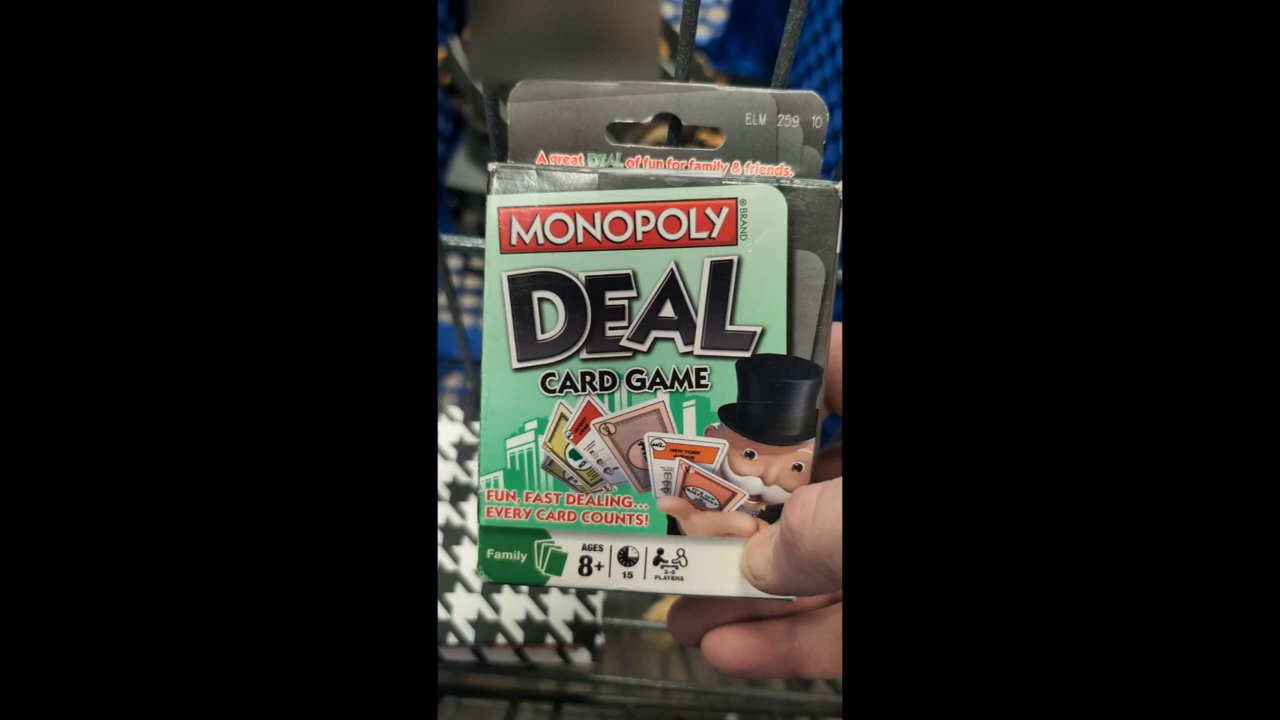 ELM 259 10
A great DEAL of fun for family & friends.
MONOPOLY
® BRAND
DEAL
CARD GAME
NEW YORK
FUN, FAST DEALING...
EVERY CARD COUNTS!
Family
AGES
8+
15
PLAYERS